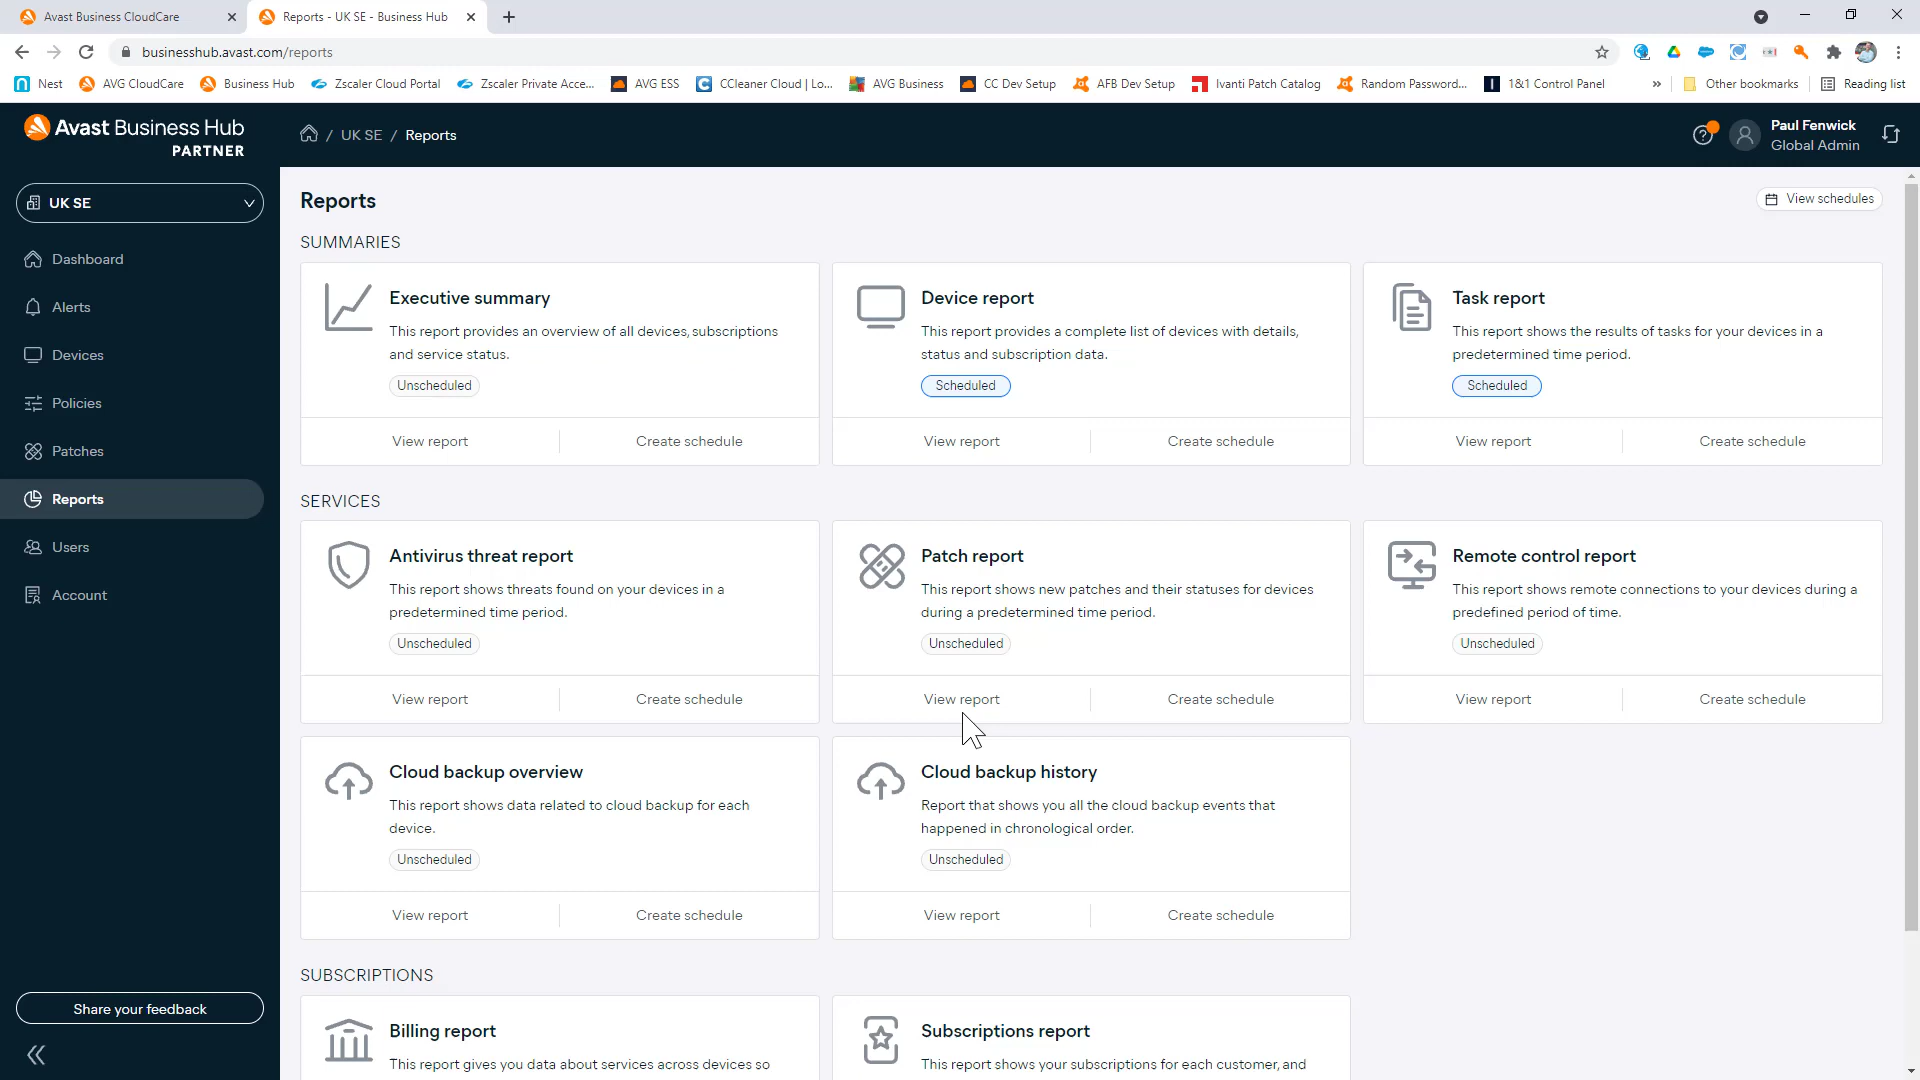 Avast Business CloudCare
Reports - UK SE - Business Hub
businesshub.avast.com/reports
Nest
AVG CloudCare
Business Hub
Zscaler Cloud Portal
Zscaler Private Acce...
AVG ESS
CCleaner Cloud | Lo...
AVG Business
CC Dev Setup
AFB Dev Setup
Ivanti Patch Catalog
Random Password...
1&1 Control Panel
»
Other bookmarks
Reading list
Avast Business Hub
PARTNER
/ UK SE / Reports
Paul Fenwick
Global Admin
UK SE
Dashboard
Alerts
Devices
Policies
Patches
Reports
Users
Account
Share your feedback
Reports
View schedules
SUMMARIES
Executive summary
This report provides an overview of all devices, subscriptions
and service status.
Unscheduled
View report
Create schedule
Device report
This report provides a complete list of devices with details,
status and subscription data.
Scheduled
View report
Create schedule
Task report
This report shows the results of tasks for your devices in a
predetermined time period.
Scheduled
View report
Create schedule
SERVICES
Antivirus threat report
This report shows threats found on your devices in a
predetermined time period.
Unscheduled
View report
Create schedule
Patch report
This report shows new patches and their statuses for devices
during a predetermined time period.
Unscheduled
View report
Create schedule
Remote control report
This report shows remote connections to your devices during a
predefined period of time.
Unscheduled
View report
Create schedule
Cloud backup overview
This report shows data related to cloud backup for each
device.
Unscheduled
View report
Create schedule
Cloud backup history
Report that shows you all the cloud backup events that
happened in chronological order.
Unscheduled
View report
Create schedule
SUBSCRIPTIONS
Billing report
This report gives you data about services across devices so
Subscriptions report
This report shows your subscriptions for each customer, and